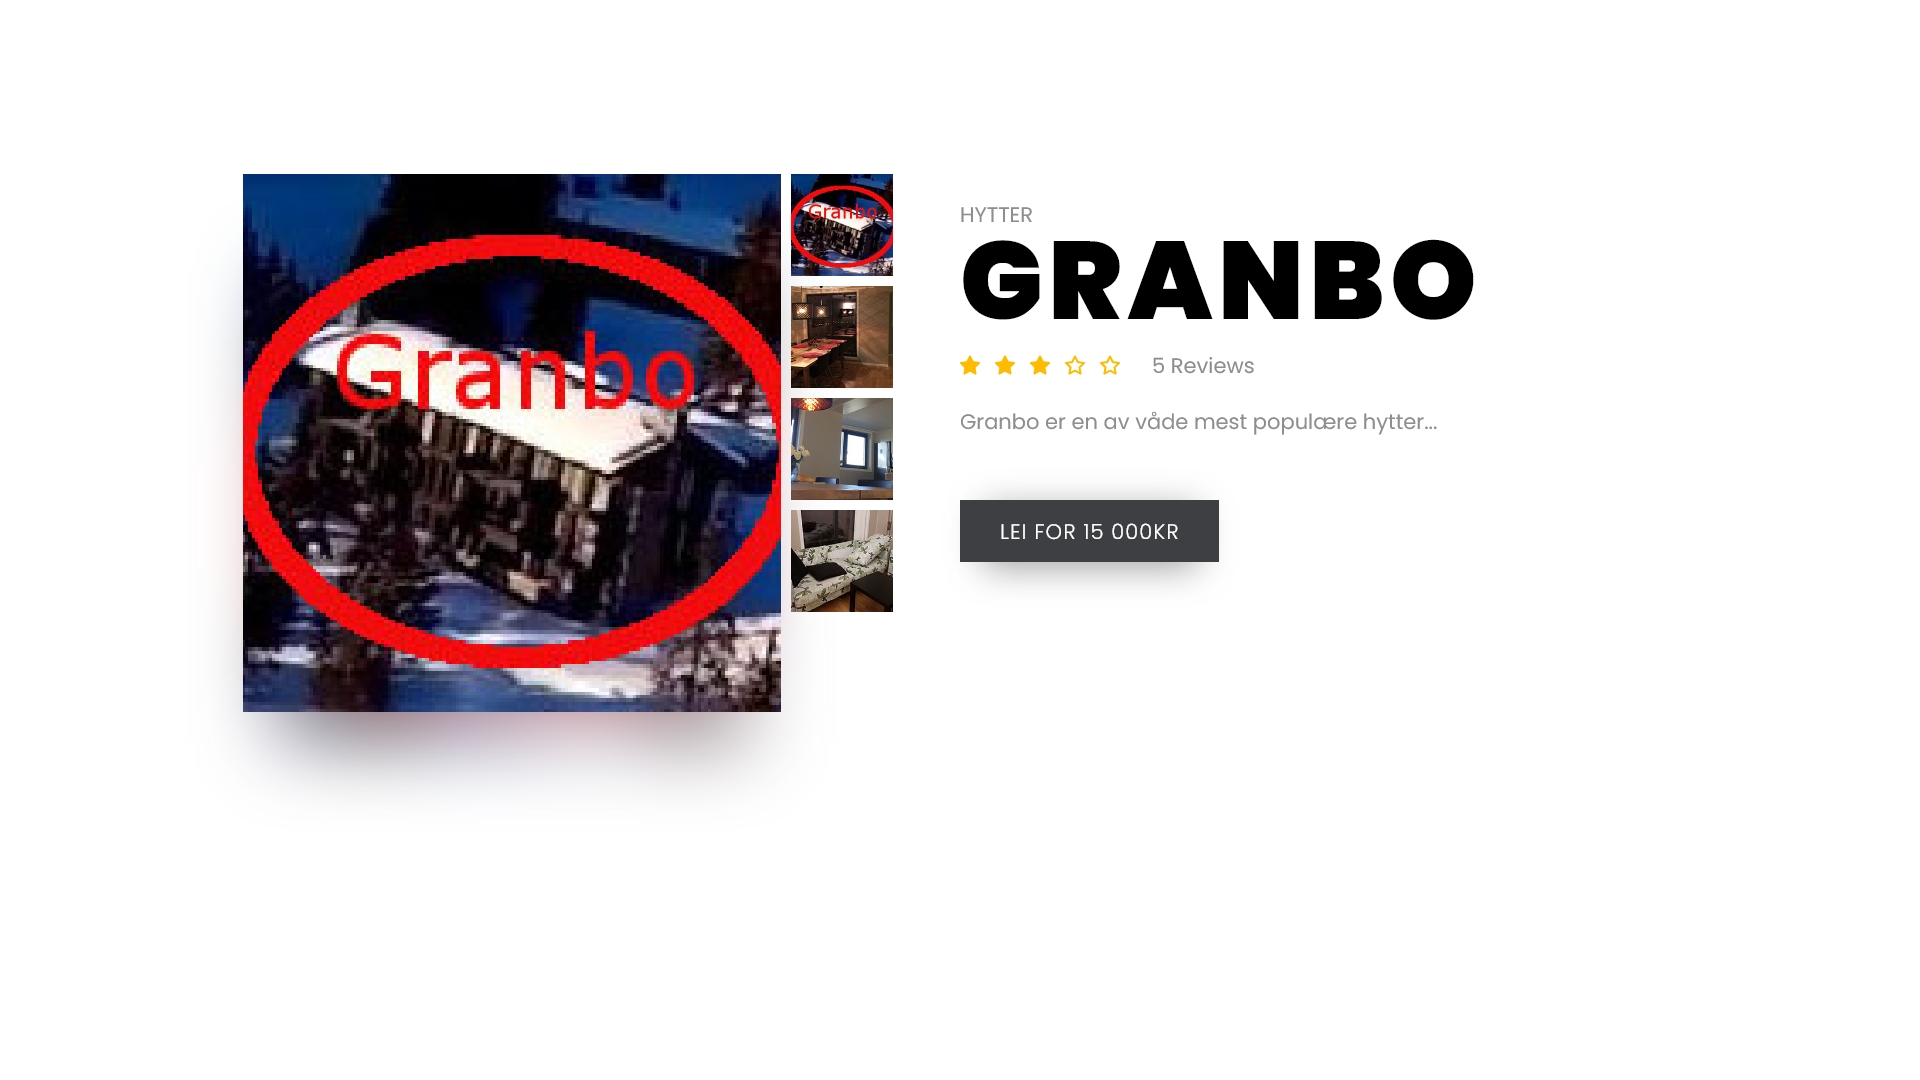 Granbo
Granbo
HYTTER
GRANBO
5 Reviews
Granbo er en av våde mest populære hytter...
LEI FOR 15 000KR